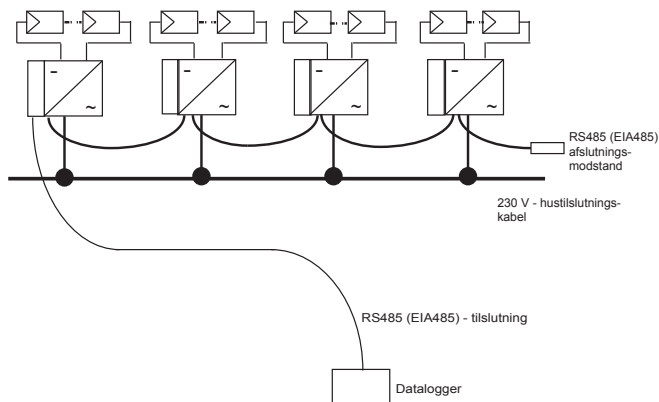 - ~
- ~
- ~
- ~
RS485 (EIA485)
afslutnings-
modstand
230 V - hustilslutnings-
kabel
RS485 (EIA485) - tilslutning
Datalogger